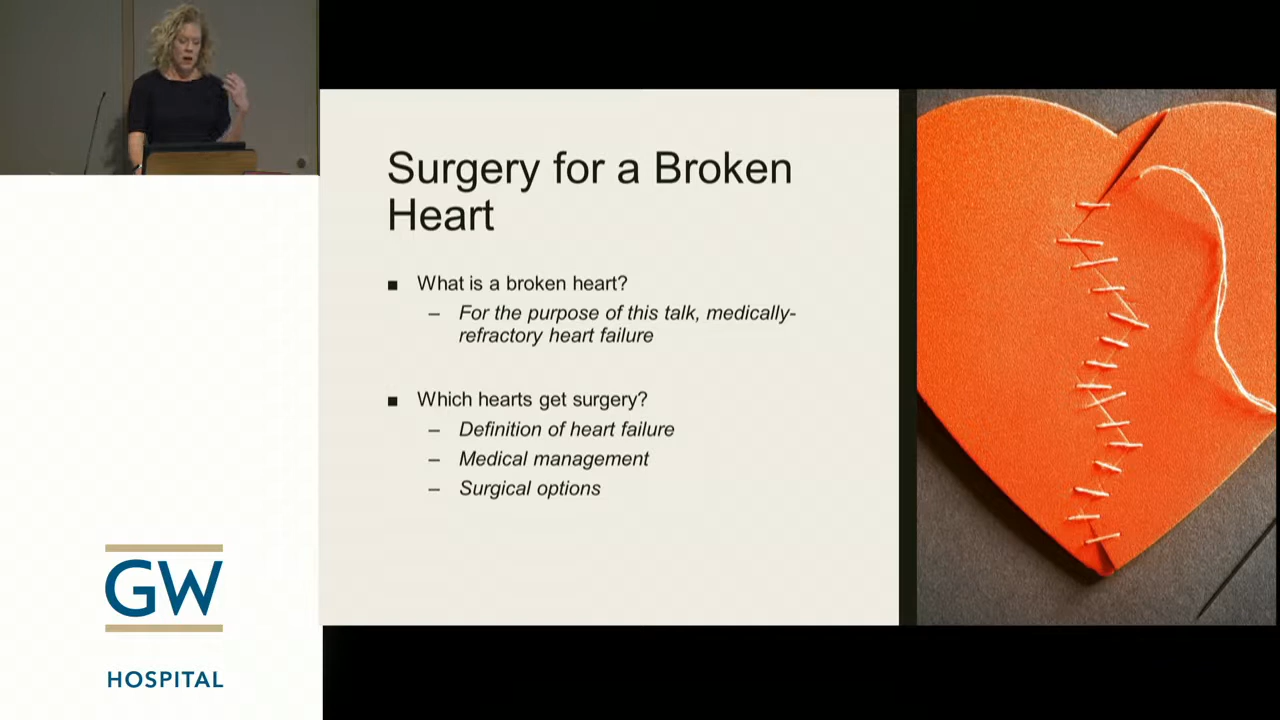 Surgery for a Broken
Heart
■ What is a broken heart?
– For the purpose of this talk, medically-
refractory heart failure
■ Which hearts get surgery?
– Definition of heart failure
– Medical management
– Surgical options
GW
HOSPITAL